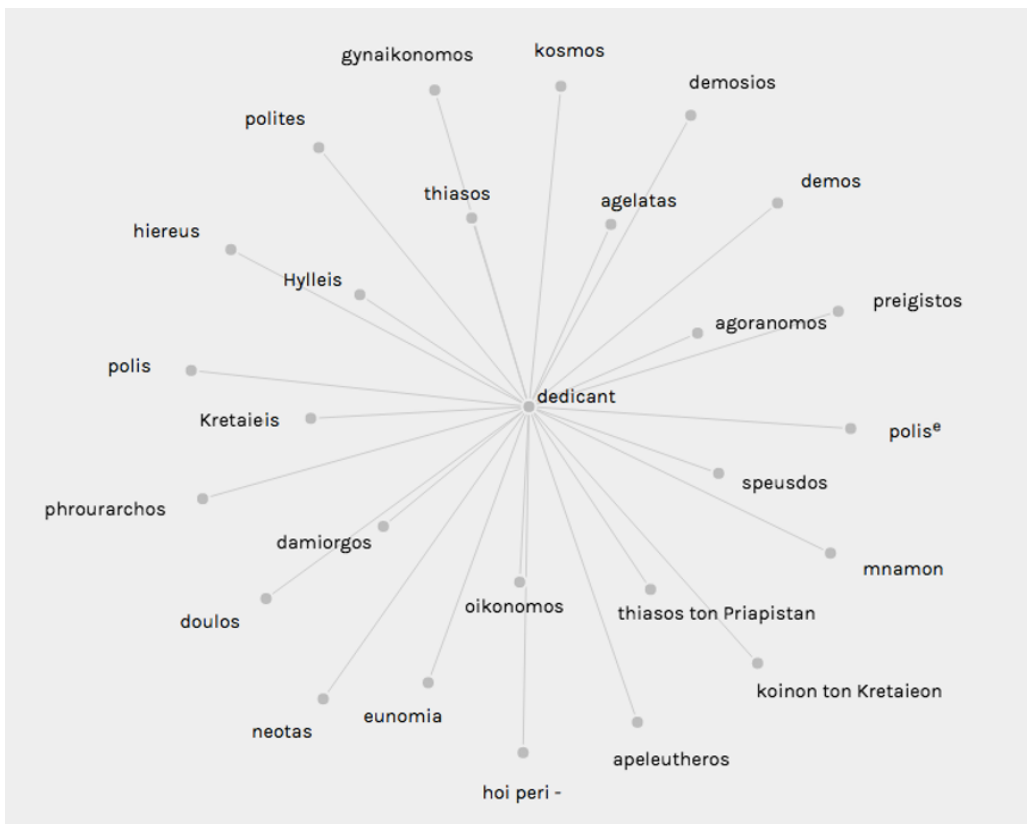 kosmos
gynaikonomos
demosios
polites
demos
thiasos
agelatas
hiereus
Hylleis
preigistos
agoranomos
polis
dedicant
Kretaieis
polisᵉ
speusdos
phrourarchos
damiorgos
mnamon
oikonomos
thiasos ton Priapistan
doulos
koinon ton Kretaieon
eunomia
neotas
apeleutheros
hoi peri -